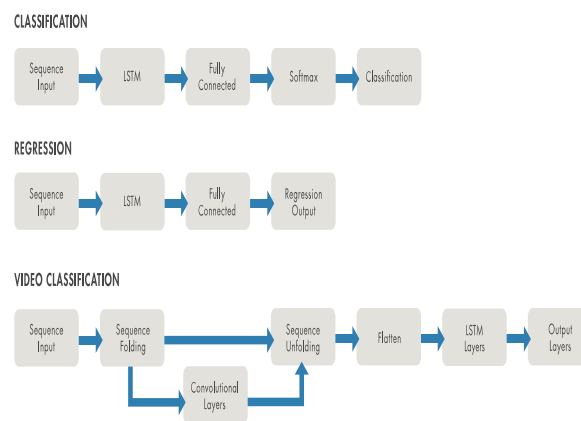 CLASSIFICATION
Sequence
Input
LSTM
Fully
Connected
Softmax
Classification
REGRESSION
Sequence
Input
LSTM
Fully
Connected
Regression
Output
VIDEO CLASSIFICATION
Sequence
Input
Sequence
Folding
Convolutional
Layers
Sequence
Unfolding
Flatten
LSTM
Layers
Output
Layers